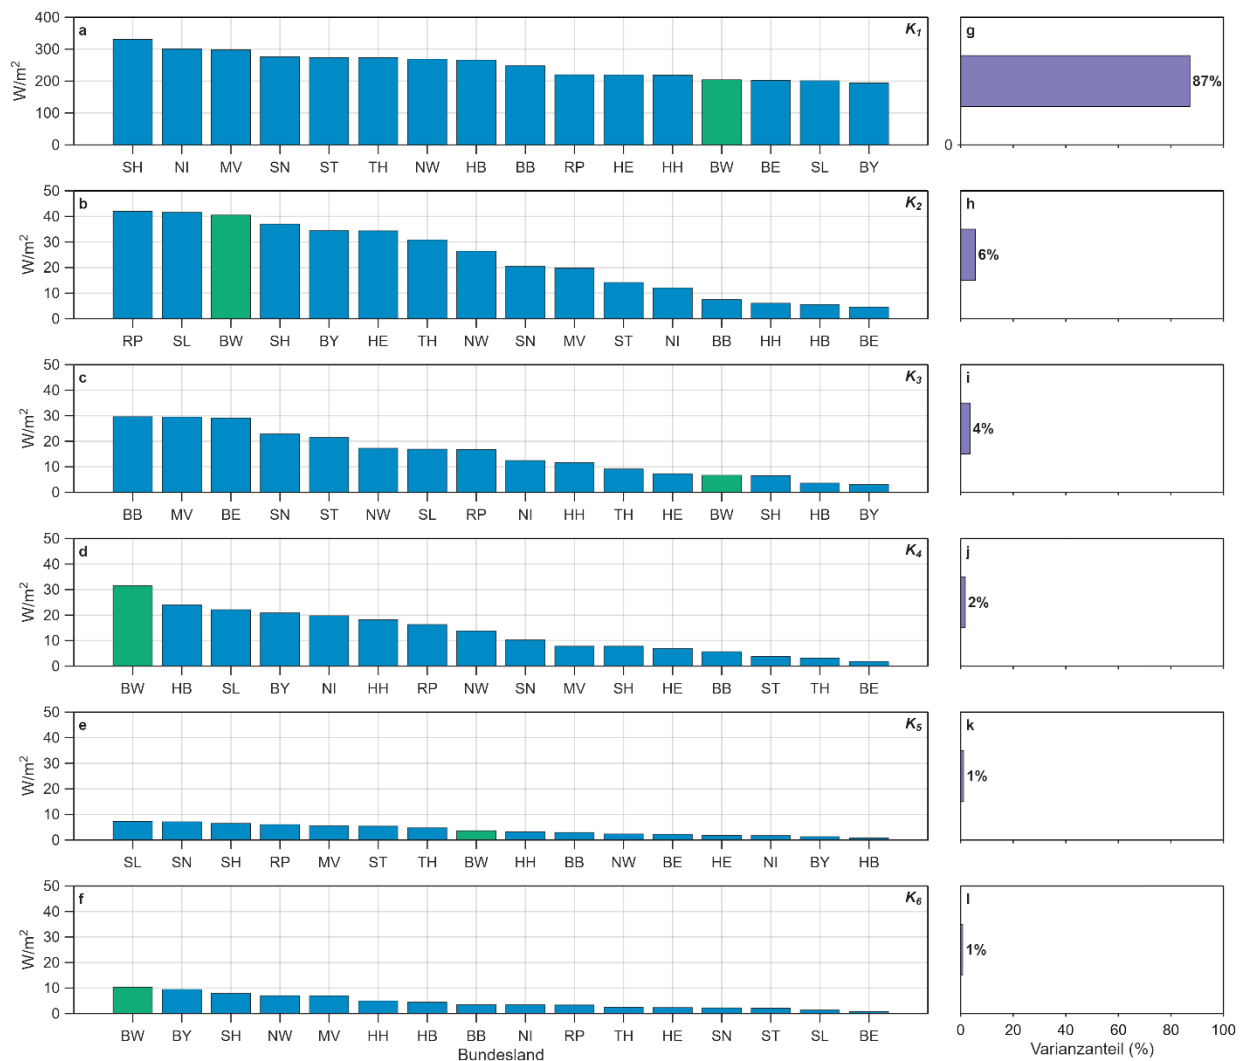 a K1 g
400
300
200
100
0
W/m2
SH NI MV SN ST TH NW HB BB RP HE HH BW BE SL BY
87%
0
b K2 h
50
40
30
20
10
0
W/m2
RP SL BW SH BY HE TH NW SN MV ST NI BB HH HB BE
6%
c K3 i
50
40
30
20
10
0
W/m2
BB MV BE SN ST NW SL RP NI HH TH HE BW SH HB BY
4%
d K4 j
50
40
30
20
10
0
W/m2
BW HB SL BY NI HH RP NW SN MV SH HE BB ST TH BE
2%
e K5 k
50
40
30
20
10
0
W/m2
SL SN SH RP MV ST TH BW HH BB NW BE HE NI BY HB
1%
f K6 l
50
40
30
20
10
0
W/m2
BW BY SH NW MV HH HB BB NI RP TH HE SN ST SL BE
Bundesland
1%
0 20 40 60 80 100
Varianzanteil (%)